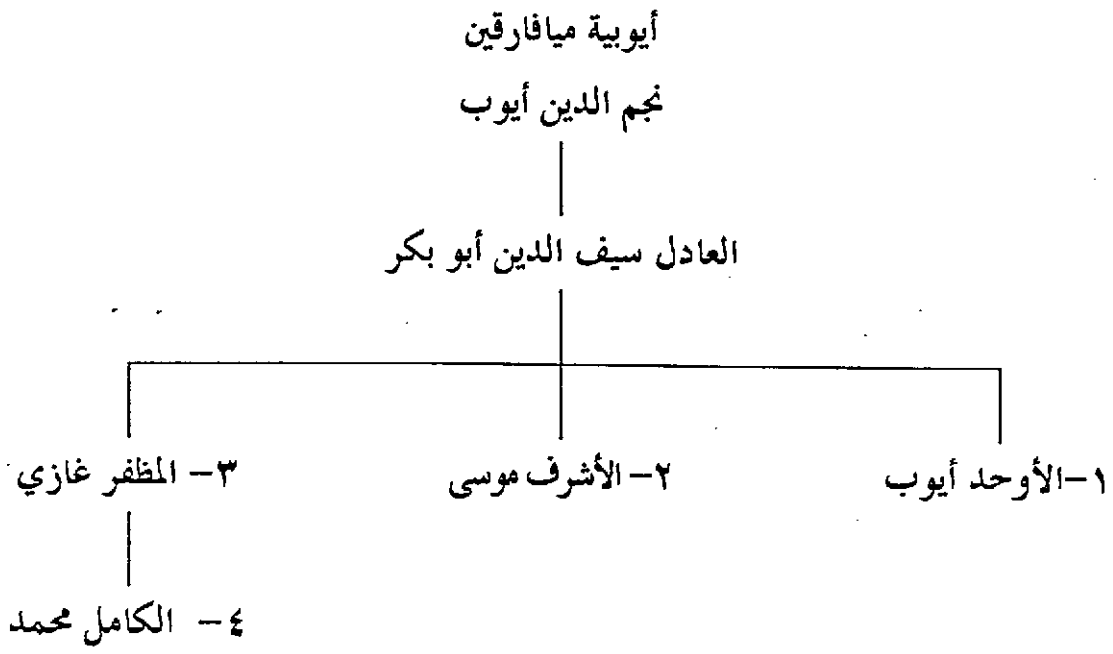 أيوبية ميافارقين
نجم الدين أيوب
العادل سيف الدين أبو بكر
١–الأوحد أيوب
٢–الأشرف موسى
٣– المظفر غازي
٤– الكامل محمد